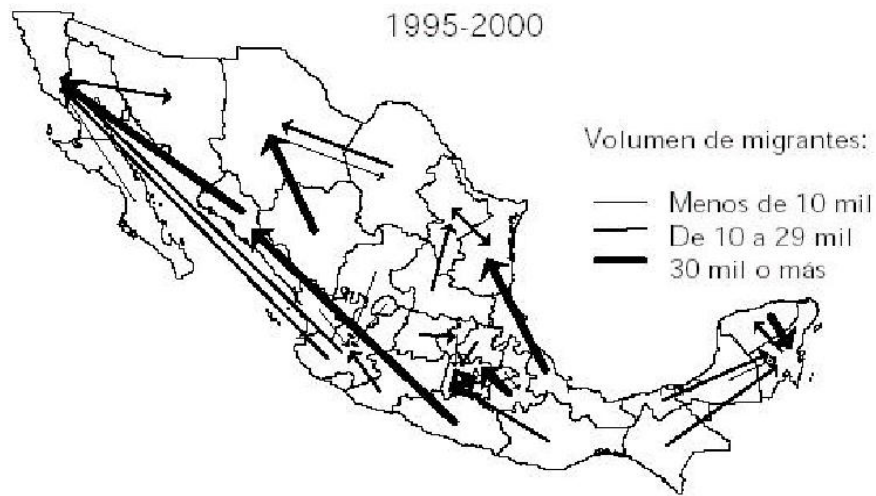 1995-2000
Volumen de migrantes:
Menos de 10 mil
De 10 a 29 mil
30 mil o más